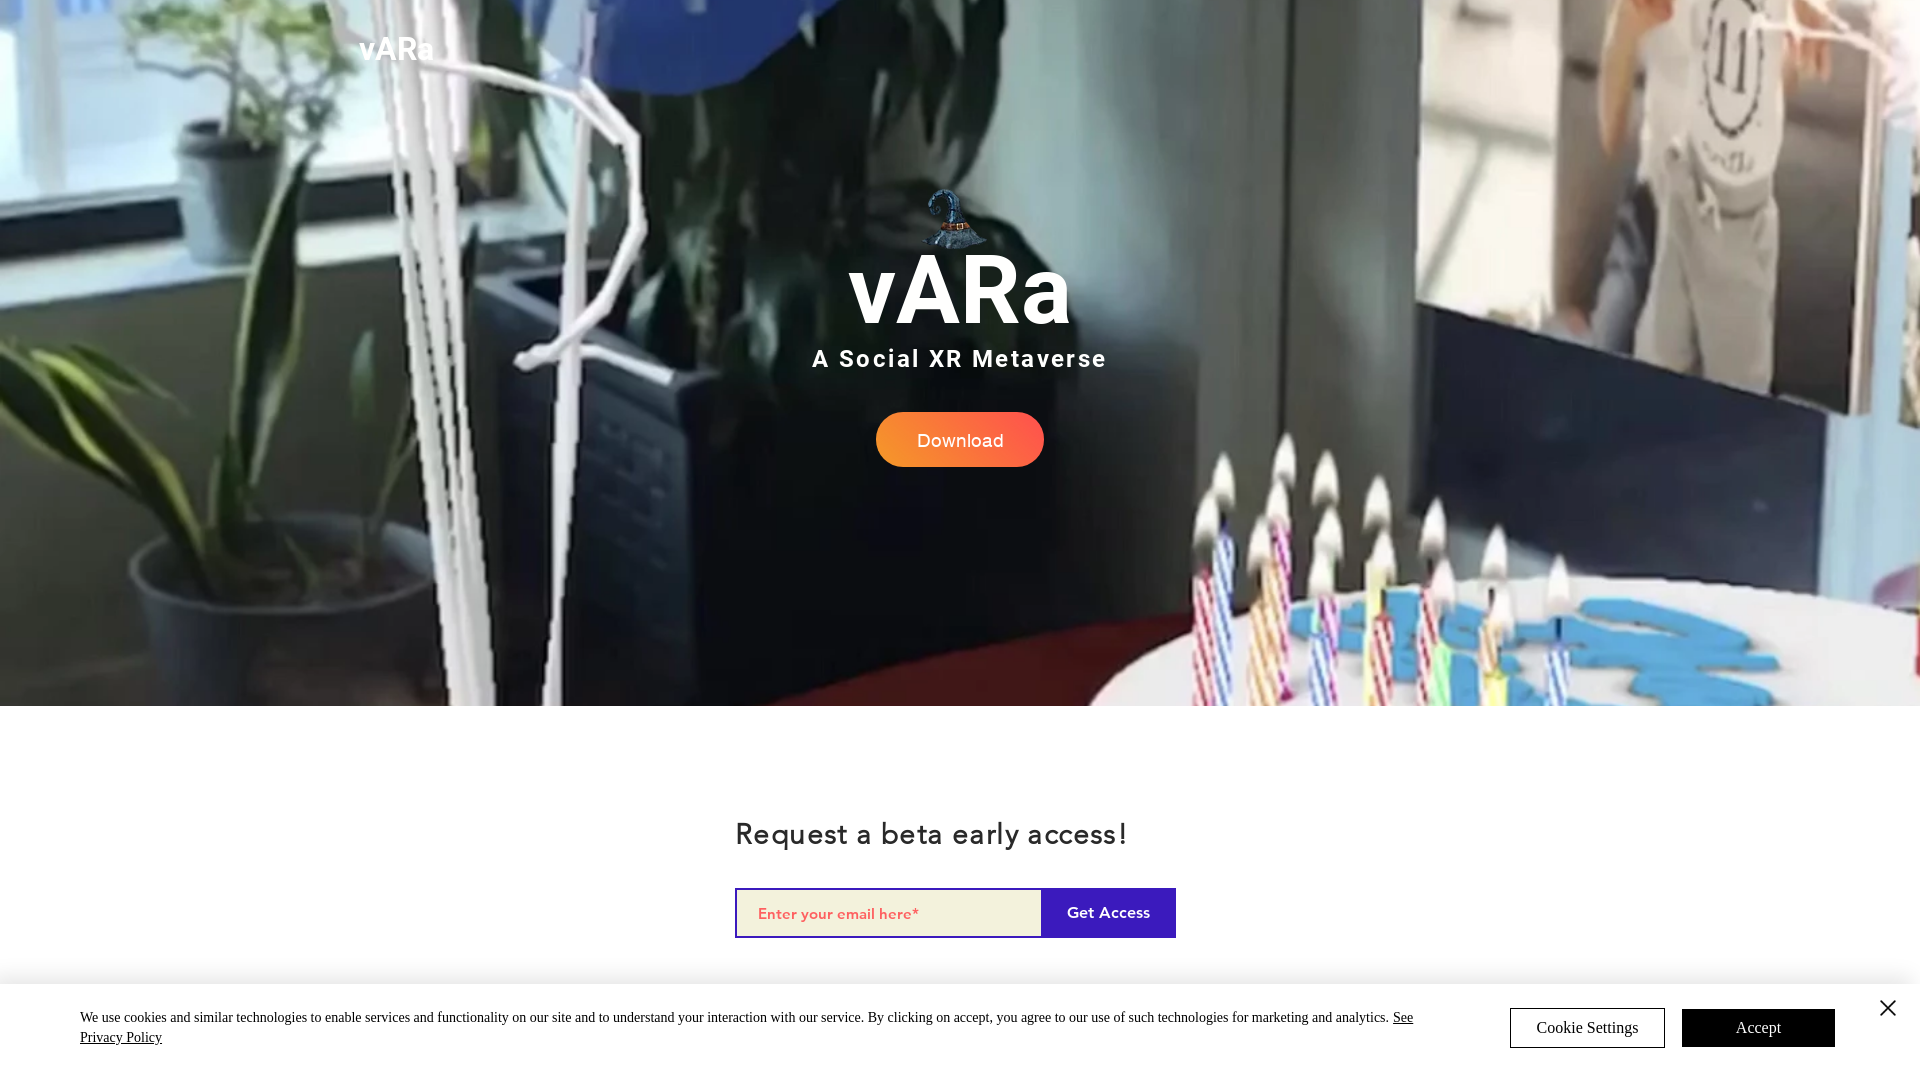 vARa
vARa
A Social XR Metaverse
Download
11
Request a beta early access!
Enter your email here*
Get Access
We use cookies and similar technologies to enable services and functionality on our site and to understand your interaction with our service. By clicking on accept, you agree to our use of such technologies for marketing and analytics. See
Privacy Policy
Cookie Settings
Accept